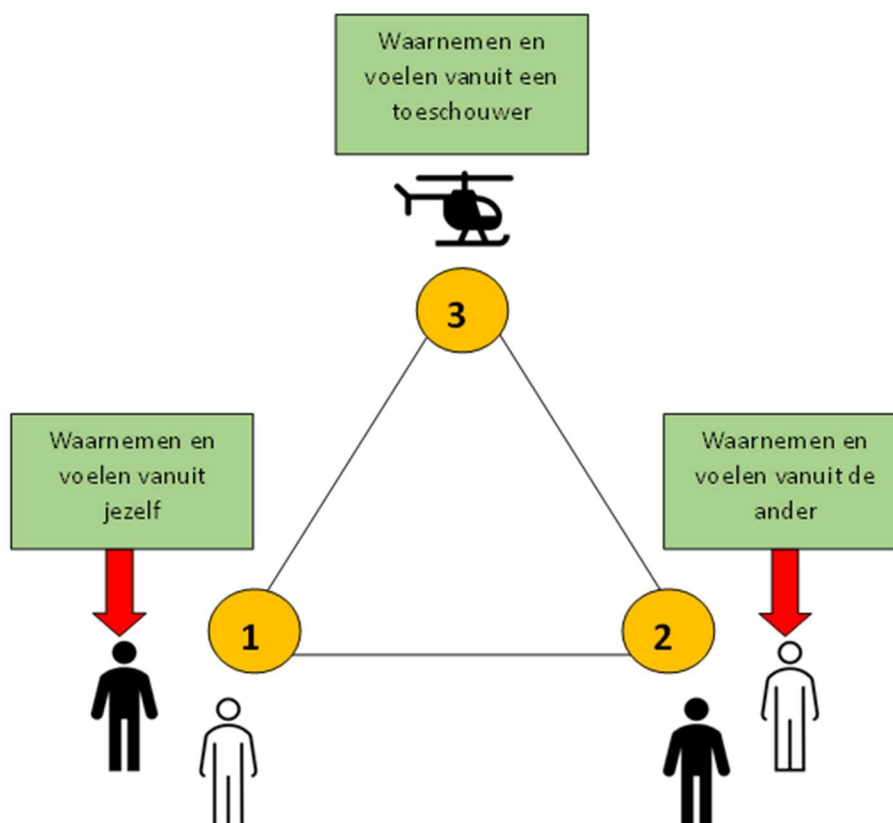 Waarnemen en
voelen vanuit een
toeschouwer
3
Waarnemen en
voelen vanuit
jezelf
Waarnemen en
voelen vanuit de
ander
1
2